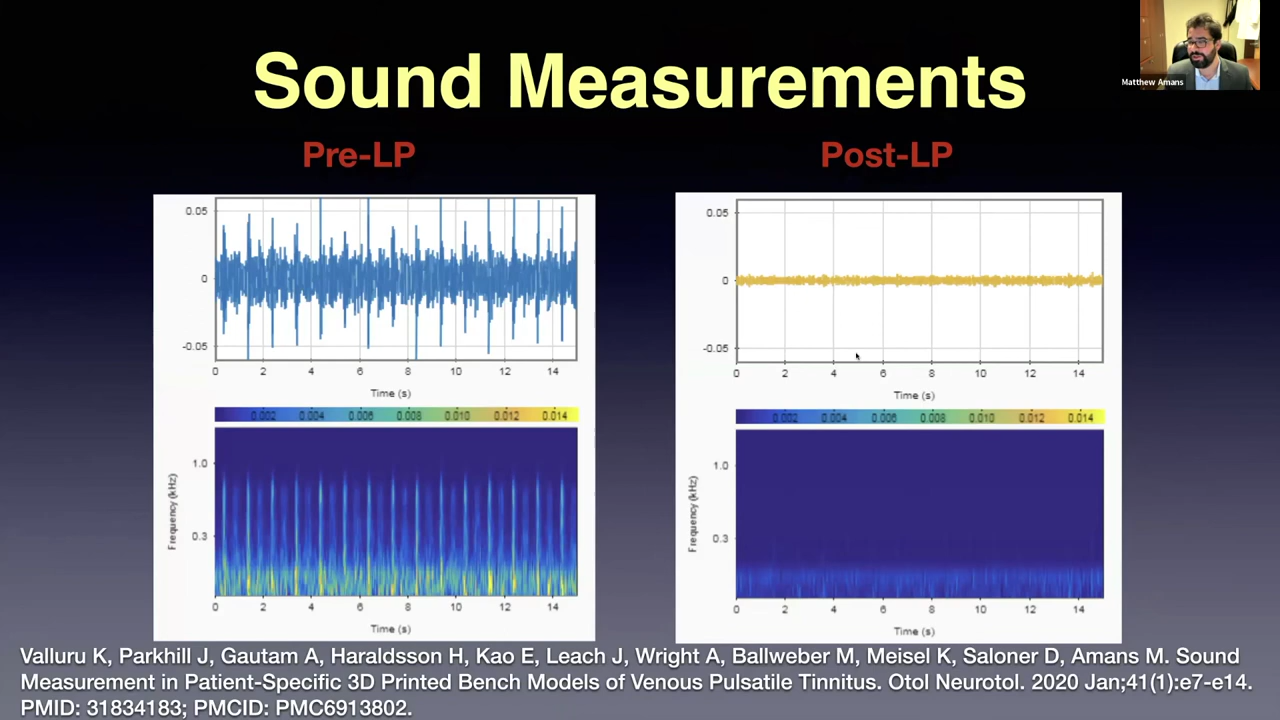 Sound Measurements
Matthew Amans
Pre-LP
Post-LP
0.05
0
-0.05
0 2 4 6 8 10 12 14
Time (s)
0.002 0.004 0.006 0.008 0.010 0.012 0.014
Frequency (kHz)
1.0
0.3
0 2 4 6 8 10 12 14
Time (s)
0.05
0
-0.05
0 2 4 6 8 10 12 14
Time (s)
0.002 0.004 0.006 0.008 0.010 0.012 0.014
Frequency (kHz)
1.0
0.3
0 2 4 6 8 10 12 14
Time (s)
Valluru K, Parkhill J, Gautam A, Haraldsson H, Kao E, Leach J, Wright A, Ballweber M, Meisel K, Saloner D, Amans M. Sound
Measurement in Patient-Specific 3D Printed Bench Models of Venous Pulsatile Tinnitus. Otol Neurotol. 2020 Jan;41(1):e7-e14.
PMID: 31834183; PMCID: PMC6913802.